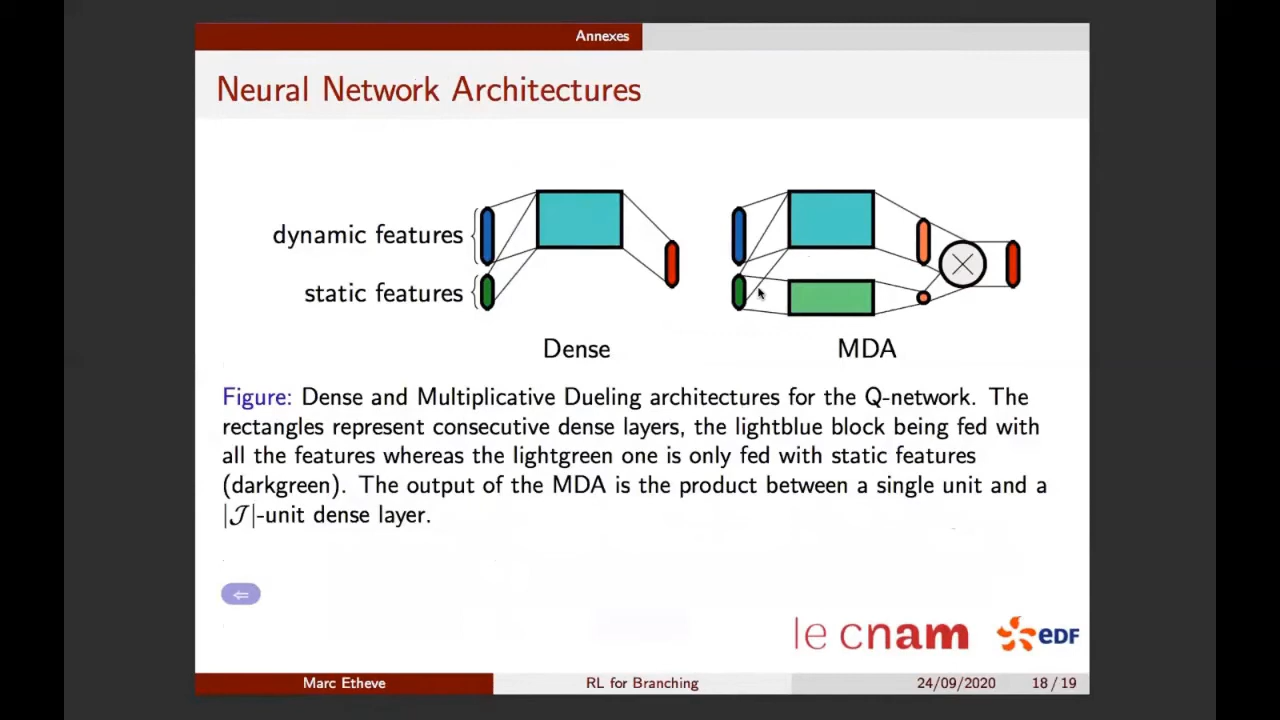 Annexes
Neural Network Architectures
dynamic features
static features
Dense
MDA
Figure: Dense and Multiplicative Dueling architectures for the Q-network. The
rectangles represent consecutive dense layers, the lightblue block being fed with
all the features whereas the lightgreen one is only fed with static features
(darkgreen). The output of the MDA is the product between a single unit and a
|𝒥|-unit dense layer.
⇐
le cnam
eDF
Marc Etheve
RL for Branching
24/09/2020
18 / 19